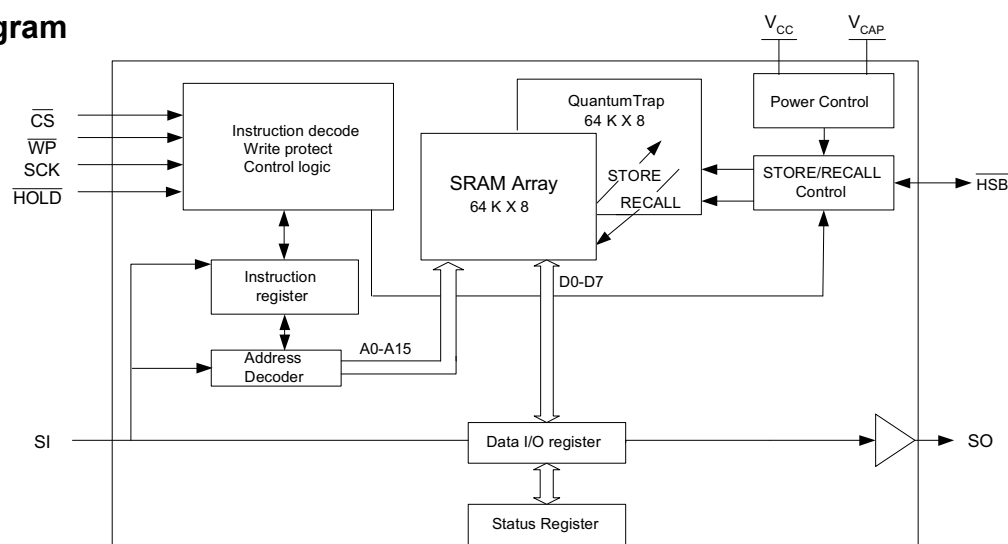 gram
VCC
VCAP
CS
WP
SCK
HOLD
Instruction decode
Write protect
Control logic
QuantumTrap
64 K X 8
SRAM Array
64 K X 8
STORE
RECALL
Power Control
STORE/RECALL
Control
HSB
Instruction
register
D0-D7
Address
Decoder
A0-A15
SI
Data I/O register
SO
Status Register